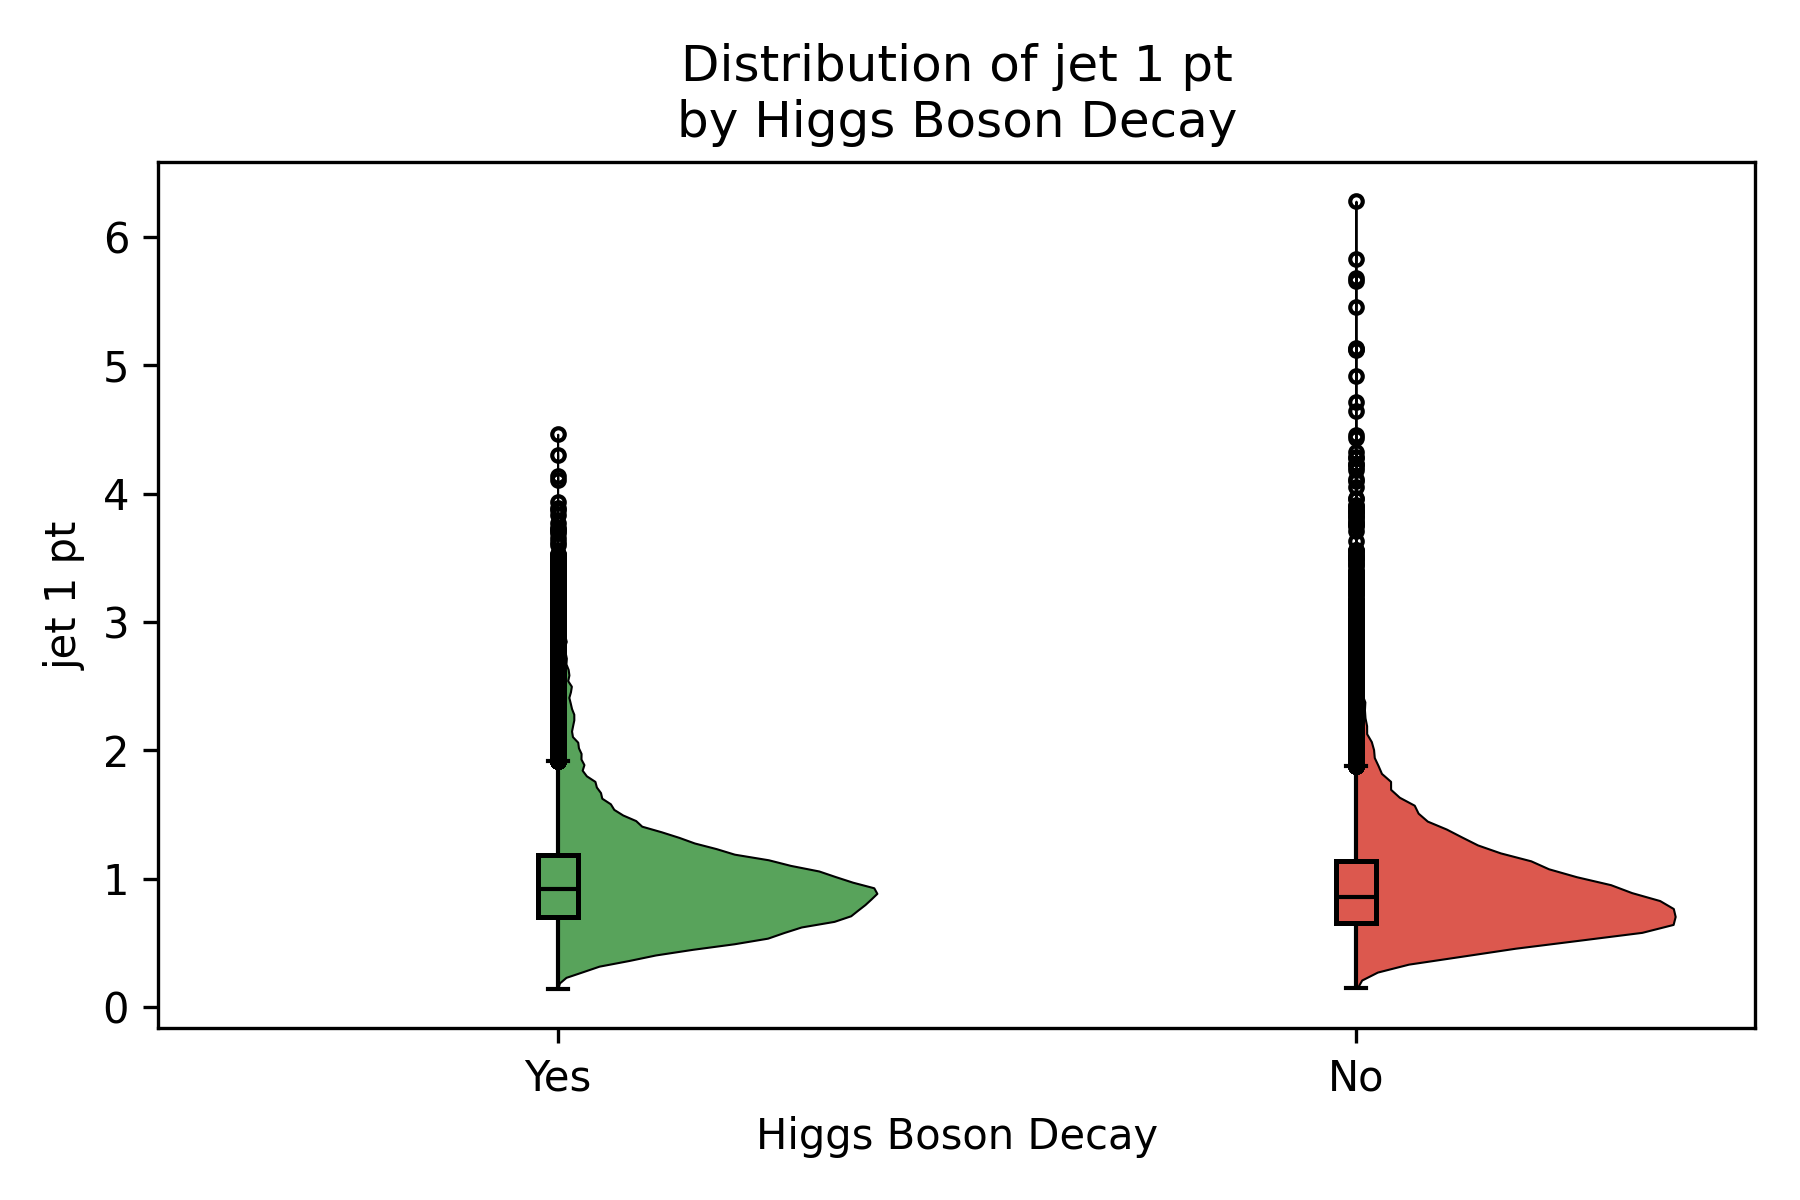 Distribution of jet 1 pt
by Higgs Boson Decay
6
5
4
3
2
1
0
jet 1 pt
Yes
No
Higgs Boson Decay